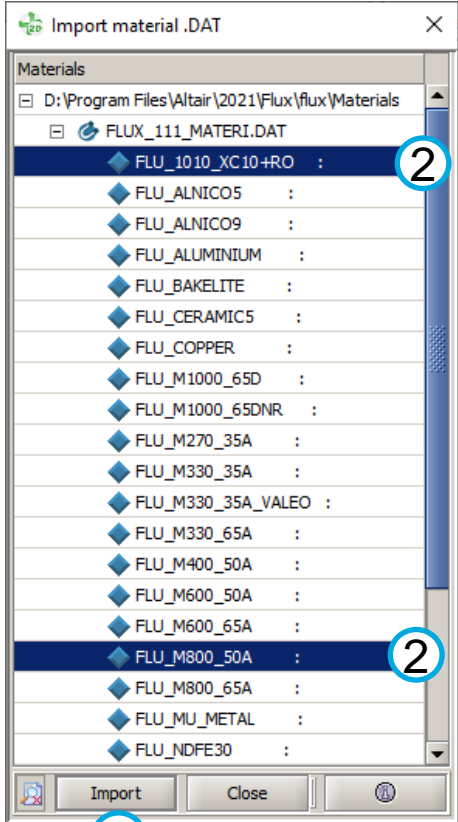 Import material .DAT
Materials
D:\Program Files\Altair\2021\Flux\flux\Materials
FLUX_111_MATERI.DAT
FLU_1010_XC10+RO : 2
FLU_ALNICO5 :
FLU_ALNICO9 :
FLU_ALUMINIUM :
FLU_BAKELITE :
FLU_CERAMIC5 :
FLU_COPPER :
FLU_M1000_65D :
FLU_M1000_65DNR :
FLU_M270_35A :
FLU_M330_35A :
FLU_M330_35A_VALEO :
FLU_M330_65A :
FLU_M400_50A :
FLU_M600_50A :
FLU_M600_65A :
FLU_M800_50A : 2
FLU_M800_65A :
FLU_MU_METAL :
FLU_NDFE30 :
Import Close